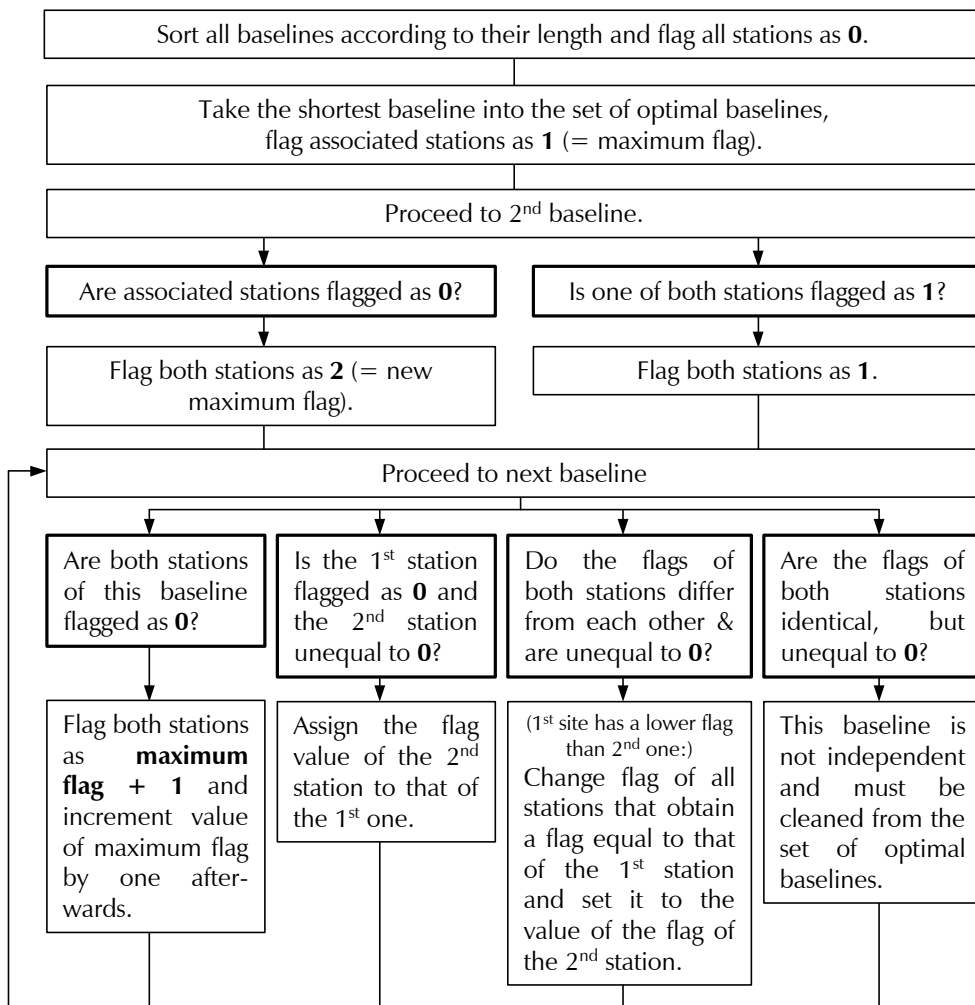 Sort all baselines according to their length and flag all stations as 0.
Take the shortest baseline into the set of optimal baselines,
flag associated stations as 1 (= maximum flag).
Proceed to 2nd baseline.
Are associated stations flagged as 0?
Is one of both stations flagged as 1?
Flag both stations as 2 (= new
maximum flag).
Flag both stations as 1.
Proceed to next baseline
Are both stations
of this baseline
flagged as 0?
Is the 1st station
flagged as 0 and
the 2nd station
unequal to 0?
Do the flags of
both stations differ
from each other &
are unequal to 0?
Are the flags of
both stations
identical, but
unequal to 0?
Flag both stations
as maximum
flag + 1 and
increment value
of maximum flag
by one after-
wards.
Assign the flag
value of the 2nd
station to that of
the 1st one.
(1st site has a lower flag
than 2nd one:)
Change flag of all
stations that obtain
a flag equal to that
of the 1st station
and set it to the
value of the flag of
the 2nd station.
This baseline is
not independent
and must be
cleaned from the
set of optimal
baselines.